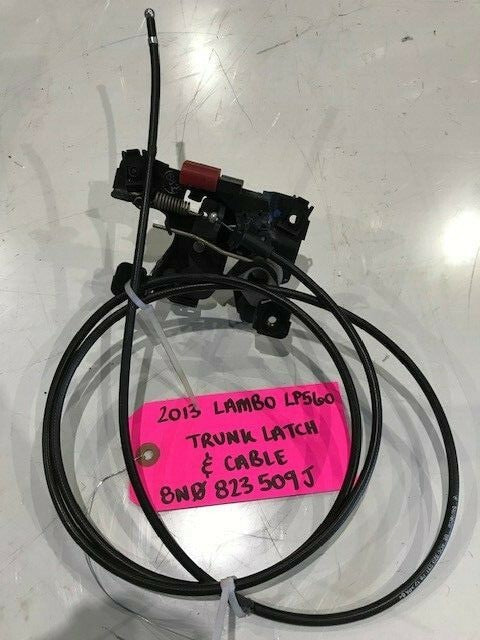 2013 LAMBO LP560
TRUNK LATCH
& CABLE
8NØ 823 509 J